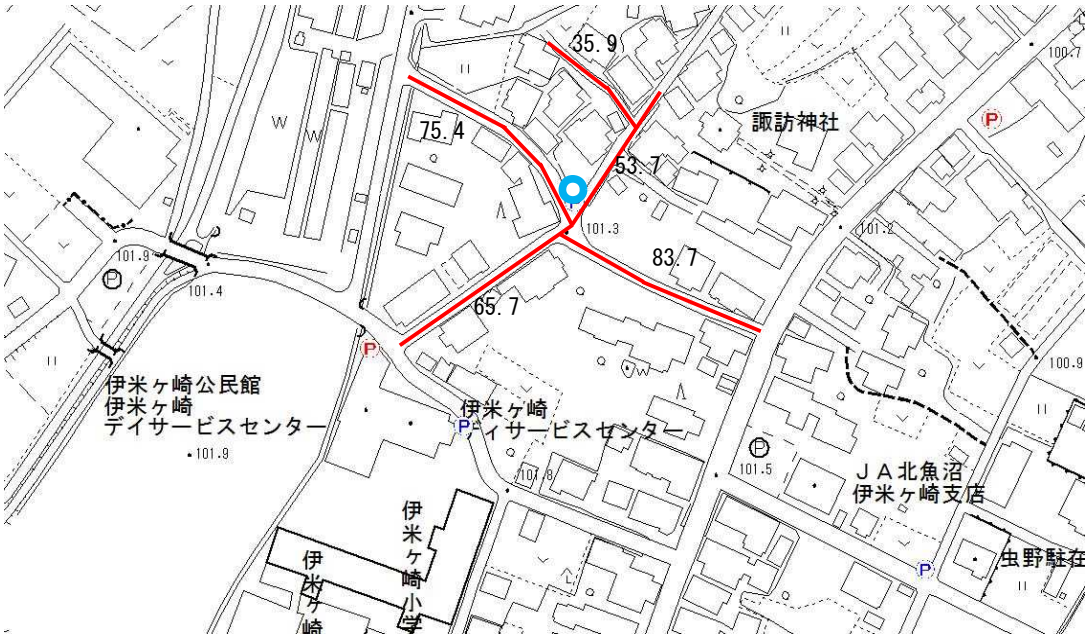 35.9
100.7
P
諏訪神社
75.4
W
W
53.7
101.3
101.2
83.7
101.9
P
101.4
65.7
P
100.9
伊米ヶ崎公民館
伊米ヶ崎
デイサービスセンター
伊米ヶ崎
デイサービスセンター
P
W
101.9
101.8
P
101.5
JA北魚沼
伊米ヶ崎支店
伊米ヶ崎小学
伊米ヶ崎
虫野駐在
P